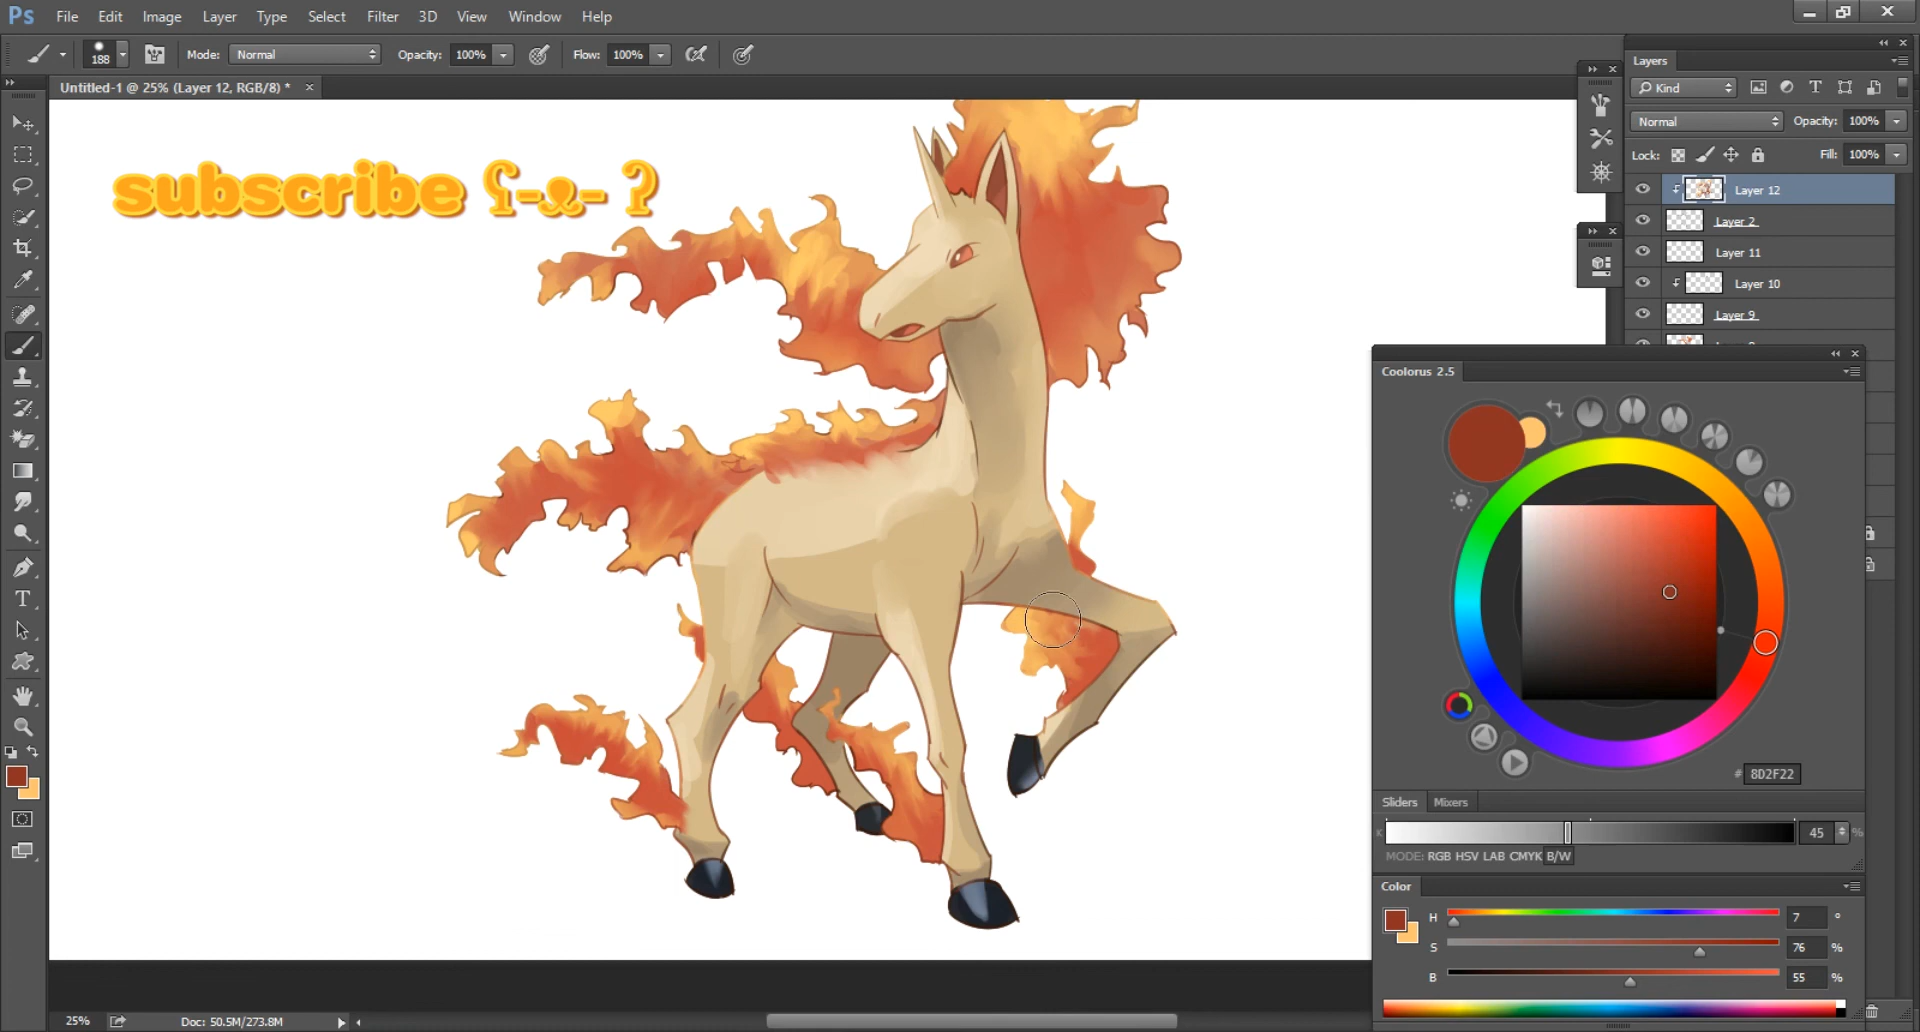 Ps File Edit Image Layer Type Select Filter 3D View Window Help
188 Mode: Normal Opacity: 100% Flow: 100%
Untitled-1 @ 25% (Layer 12, RGB/8) * ×
subscribe ʕ-ᴥ- ʔ
Layers
Kind
Normal Opacity: 100%
Lock: Fill: 100%
Layer 12
Layer 2
Layer 11
Layer 10
Layer 9
Coolorus 2.5
# 8D2F22
Sliders Mixers
K 45 %
MODE: RGB HSV LAB CMYK B/W
Color
H 7 °
S 76 %
B 55 %
25% Doc: 50.5M/273.8M